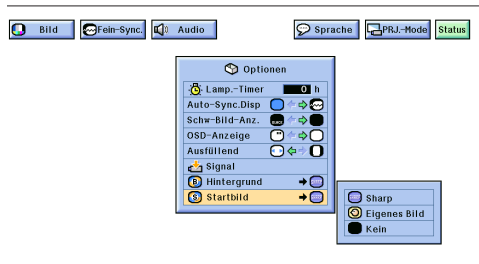 Bild Fein-Sync. Audio Sprache PRJ.-Mode Status
Optionen
Lamp.-Timer 0 h
Auto-Sync.Disp
Schw-Bild-Anz.
OSD-Anzeige
Ausfüllend
Signal
B Hintergrund
S Startbild
Sharp
Eigenes Bild
Kein